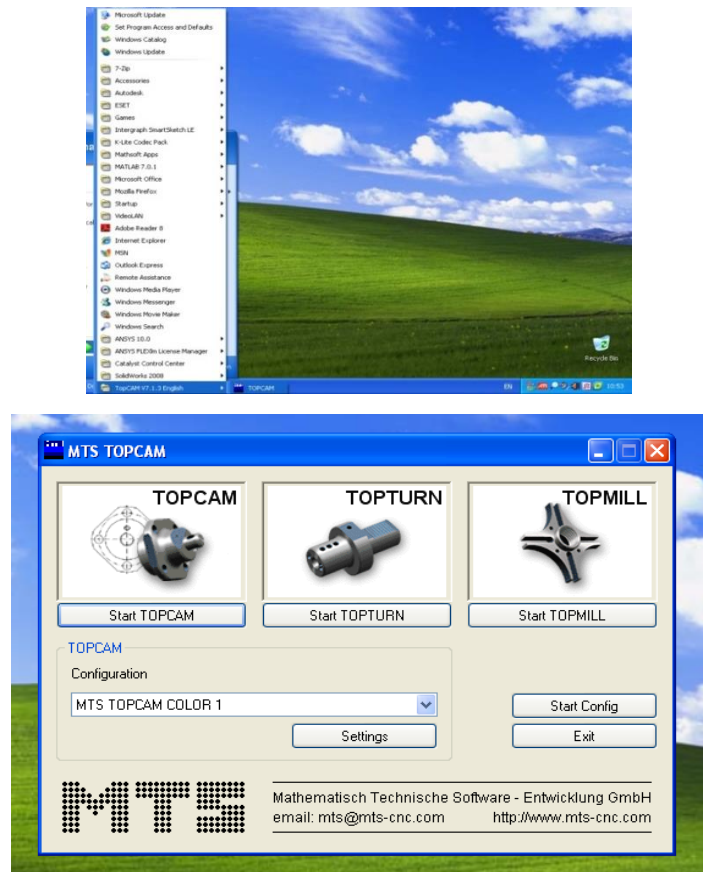 Microsoft Update
Set Program Access and Defaults
Windows Catalog
Windows Update
7-Zip
Accessories
Autodesk
ESET
Games
Intergraph SmartSketch LE
K-Lite Codec Pack
Mathsoft Apps
MATLAB 7.0.1
Microsoft Office
Mozilla Firefox
Startup
VideoLAN
Adobe Reader 8
Internet Explorer
MSN
Outlook Express
Remote Assistance
Windows Media Player
Windows Messenger
Windows Movie Maker
Windows Search
ANSYS 10.0
ANSYS FLEXlm License Manager
Catalyst Control Center
SolidWorks 2008
TopCAM V7.1.3 English
TOPCAM
Recycle Bin
EN
10:53
MTS TOPCAM
TOPCAM
TOPTURN
TOPMILL
Start TOPCAM
Start TOPTURN
Start TOPMILL
TOPCAM
Configuration
MTS TOPCAM COLOR 1
Start Config
Settings
Exit
MTS
Mathematisch Technische Software - Entwicklung GmbH
email: mts@mts-cnc.com http://www.mts-cnc.com